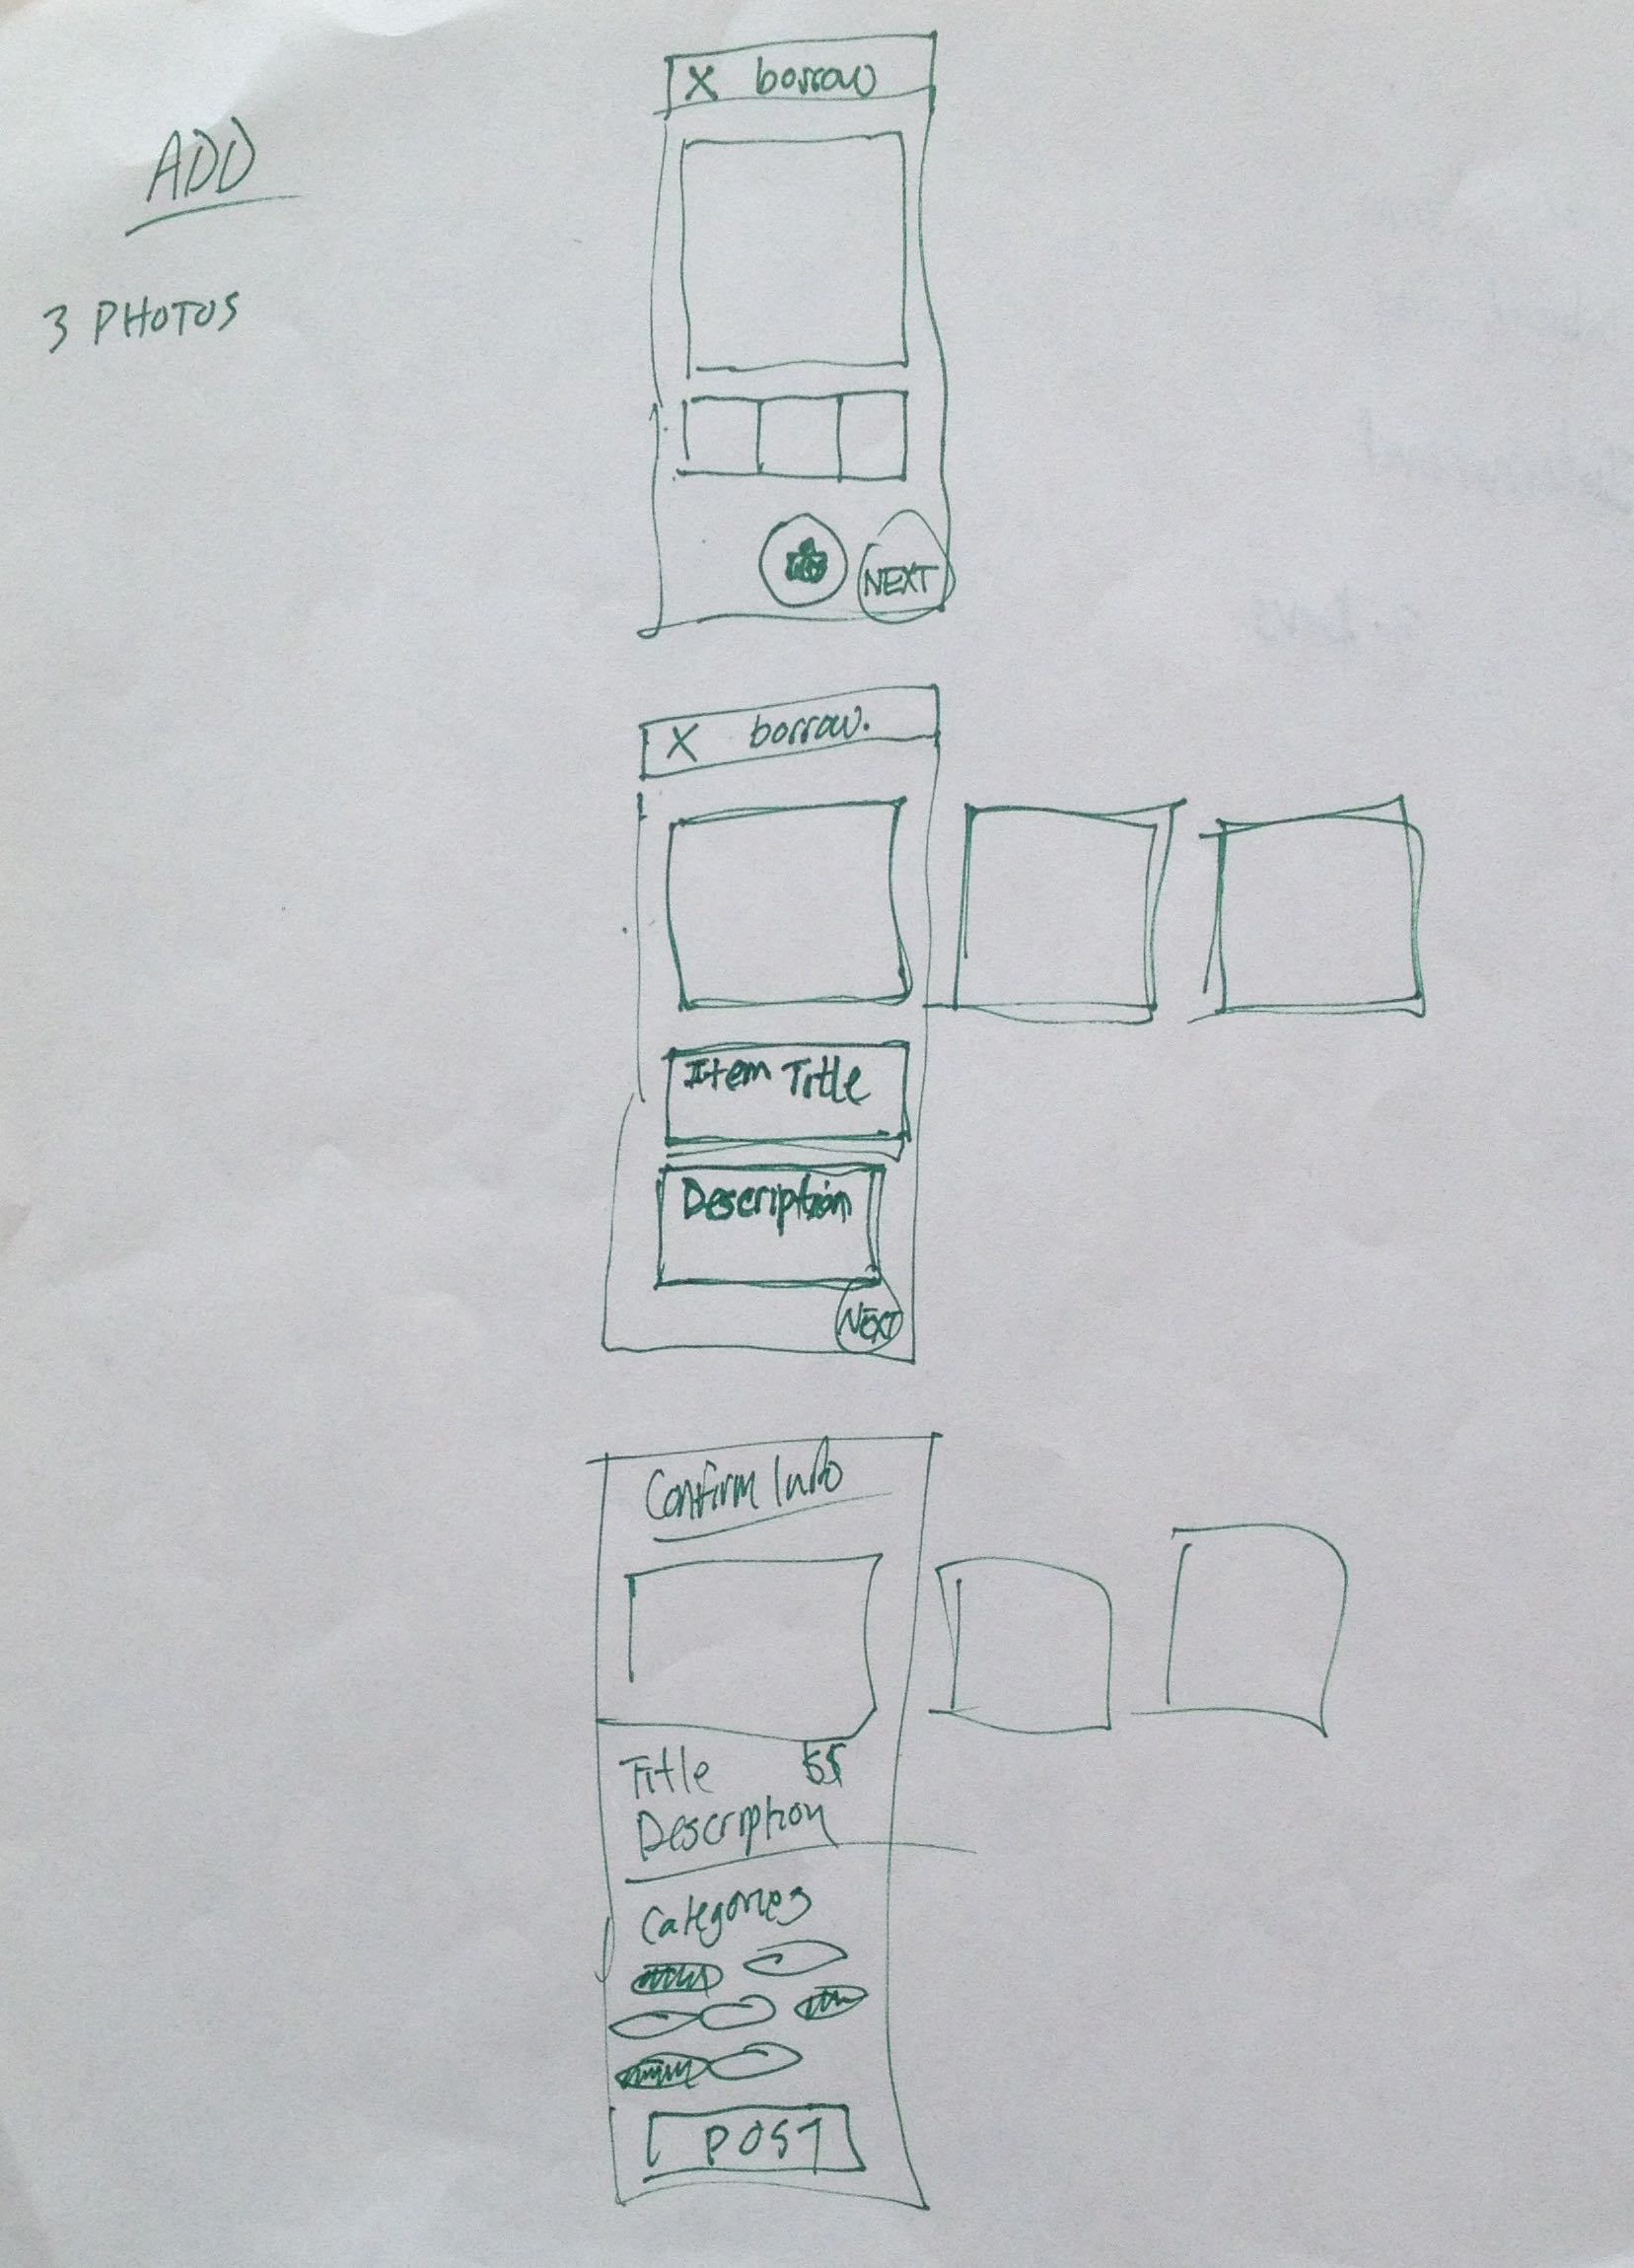 ADD
3 PHOTOS
X borrow
NEXT
X borrow.
Item Title
Description
NEXT
Confirm Info
Title
Description
Categories
POST